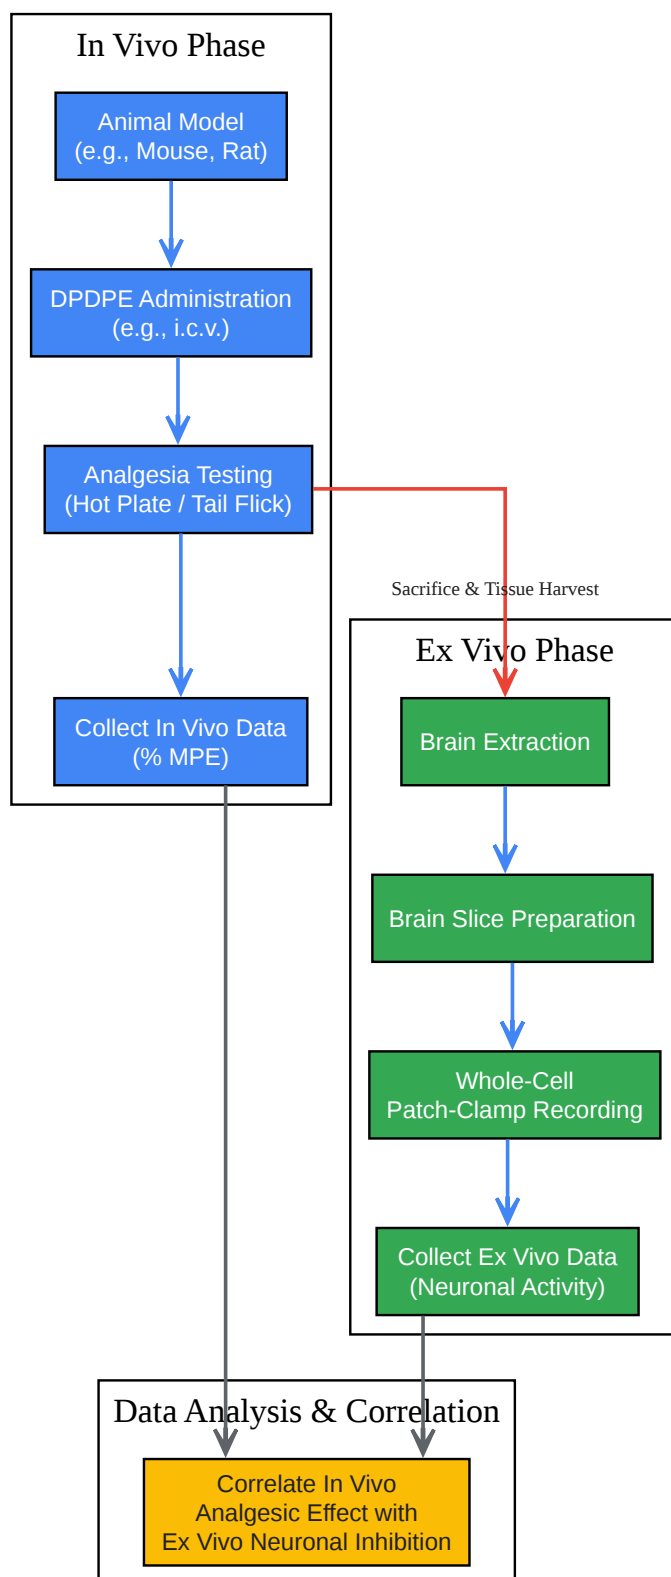 In Vivo Phase
Animal Model
(e.g., Mouse, Rat)
DPDPE Administration
(e.g., i.c.v.)
Analgesia Testing
(Hot Plate / Tail Flick)
Collect In Vivo Data
(% MPE)
Sacrifice & Tissue Harvest
Ex Vivo Phase
Brain Extraction
Brain Slice Preparation
Whole-Cell
Patch-Clamp Recording
Collect Ex Vivo Data
(Neuronal Activity)
Data Analysis & Correlation
Correlate In Vivo
Analgesic Effect with
Ex Vivo Neuronal Inhibition